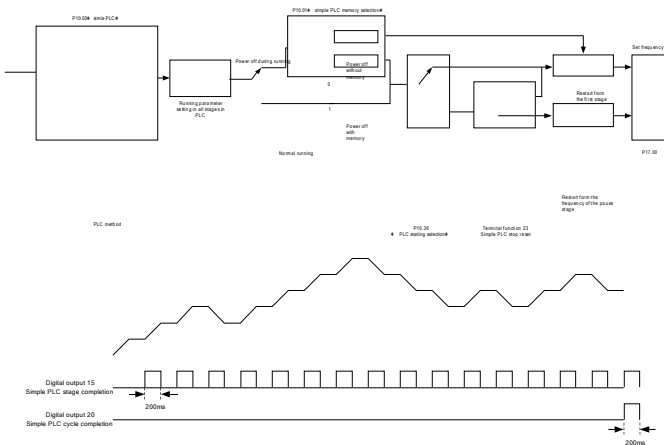 P10.00♦ simle PLC♦
P10.01♦ simple PLC memory selection♦
Power off during running
Power off
without
memory
0
1
Power off
with
memory
Running parameter
setting in all stages in
PLC
Normal running
Set frequency
Restart from
the first stage
P17.00
Restart form the
frequency of the pause
stage
PLC method
P10.36
♦ PLC starting selection♦
Terminal function 23
Simple PLC stop reset
Digital output 15
Simple PLC stage completion
200ms
Digital output 20
Simple PLC cycle completion
200ms